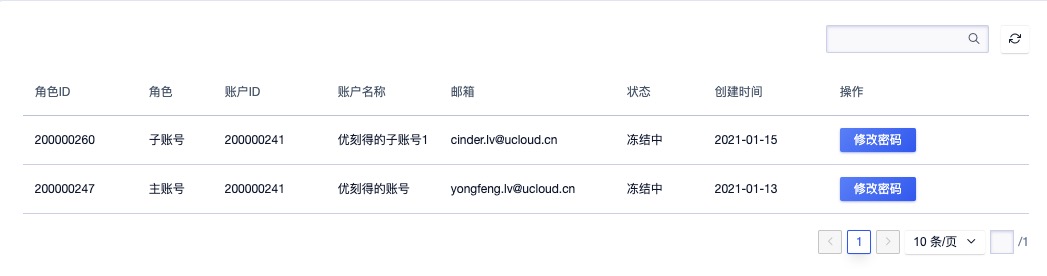 角色ID 角色 账户ID 账户名称 邮箱 状态 创建时间 操作
200000260 子账号 200000241 优刻得的子账号1 cinder.lv@ucloud.cn 冻结中 2021-01-15 修改密码
200000247 主账号 200000241 优刻得的账号 yongfeng.lv@ucloud.cn 冻结中 2021-01-13 修改密码
1 10 条/页 /1